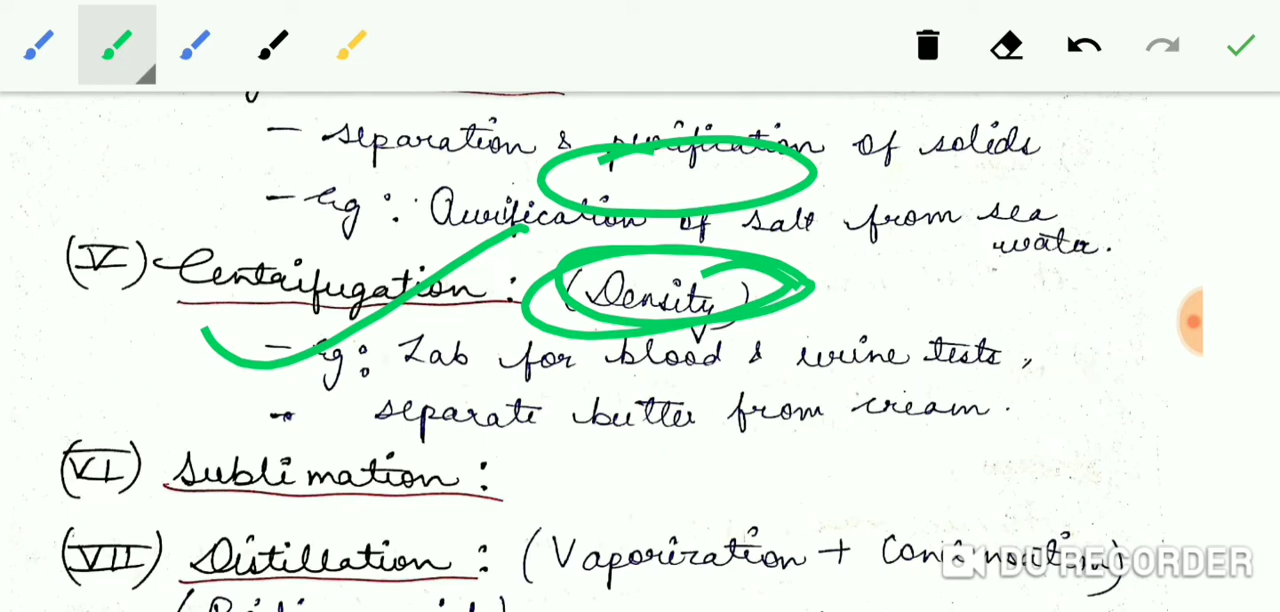 – separation & purification of solids
– Eg : Purification of salt from sea
water.
(V) Centrifugation : (Density)
– Eg : Lab for blood & urine tests,
– separate butter from cream.
(VI) Sublimation :
(VII) Distillation : (Vaporization +
DU RECORDER